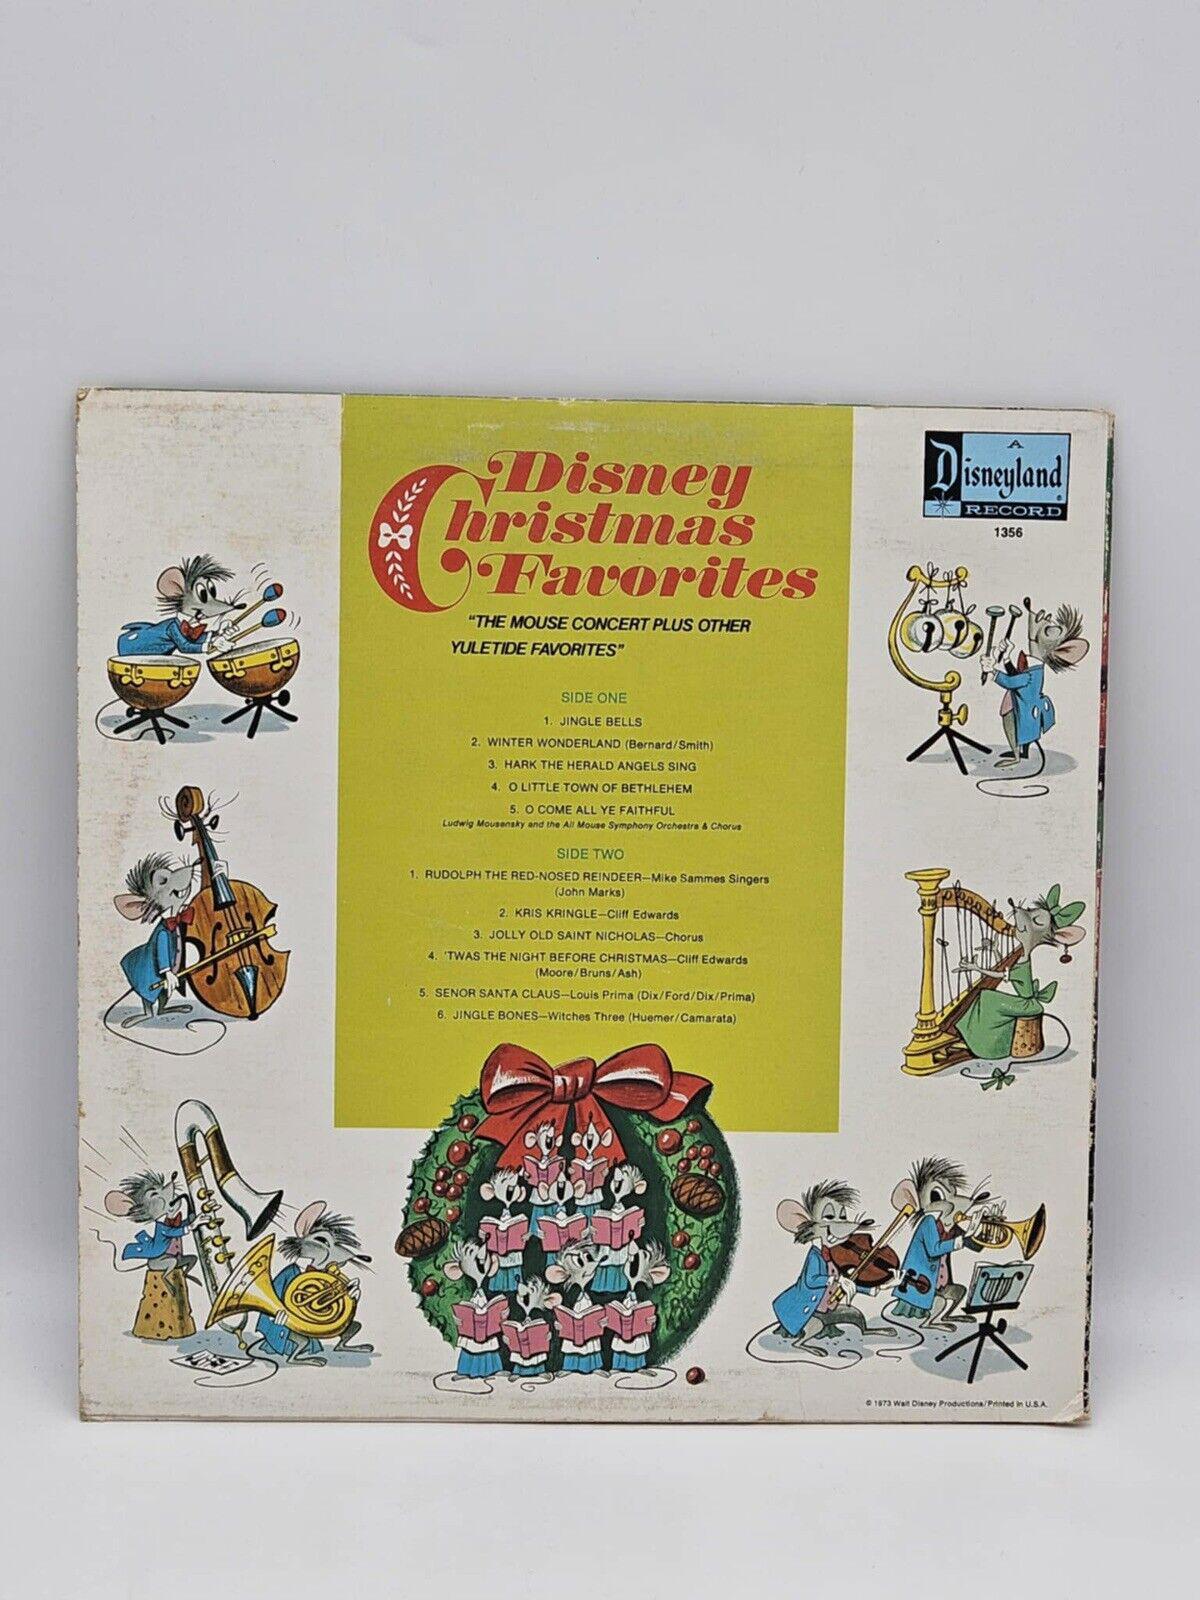 Disney
Christmas
Favorites
A
Disneyland
RECORD
1356
"THE MOUSE CONCERT PLUS OTHER
YULETIDE FAVORITES"
SIDE ONE
1. JINGLE BELLS
2. WINTER WONDERLAND (Bernard/Smith)
3. HARK THE HERALD ANGELS SING
4. O LITTLE TOWN OF BETHLEHEM
5. O COME ALL YE FAITHFUL
Ludwig Mousensky and the All Mouse Symphony Orchestra & Chorus
SIDE TWO
1. RUDOLPH THE RED-NOSED REINDEER—Mike Sammes Singers
(John Marks)
2. KRIS KRINGLE—Cliff Edwards
3. JOLLY OLD SAINT NICHOLAS—Chorus
4. 'TWAS THE NIGHT BEFORE CHRISTMAS—Cliff Edwards
(Moore/Bruns/Ash)
5. SENOR SANTA CLAUS—Louis Prima (Dix/Ford/Dix/Prima)
6. JINGLE BONES—Witches Three (Huemer/Camarata)
© 1973 Walt Disney Productions/Printed in U.S.A.